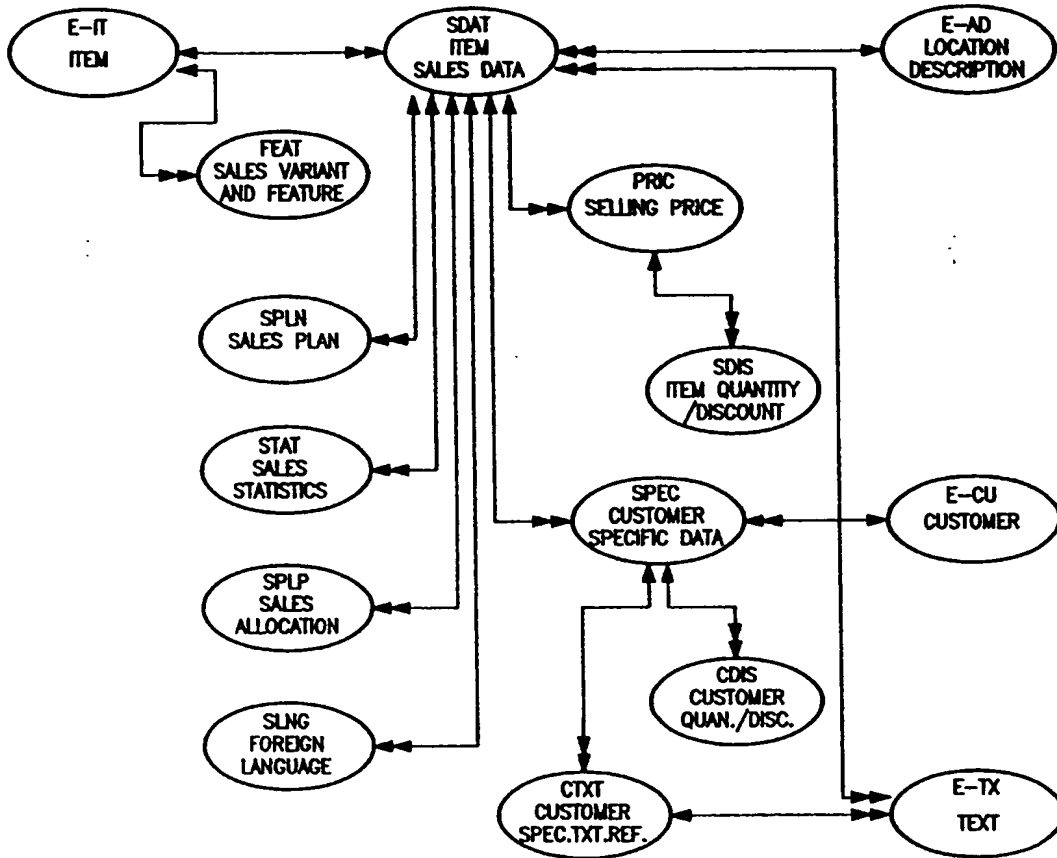 E-IT
ITEM
SDAT
ITEM
SALES DATA
E-AD
LOCATION
DESCRIPTION
FEAT
SALES VARIANT
AND FEATURE
PRIC
SELLING PRICE
SPLN
SALES PLAN
SDIS
ITEM QUANTITY
/DISCOUNT
STAT
SALES
STATISTICS
SPEC
CUSTOMER
SPECIFIC DATA
E-CU
CUSTOMER
SPLP
SALES
ALLOCATION
CDIS
CUSTOMER
QUAN./DISC.
SLNG
FOREIGN
LANGUAGE
CTXT
CUSTOMER
SPEC.TXT.REF.
E-TX
TEXT